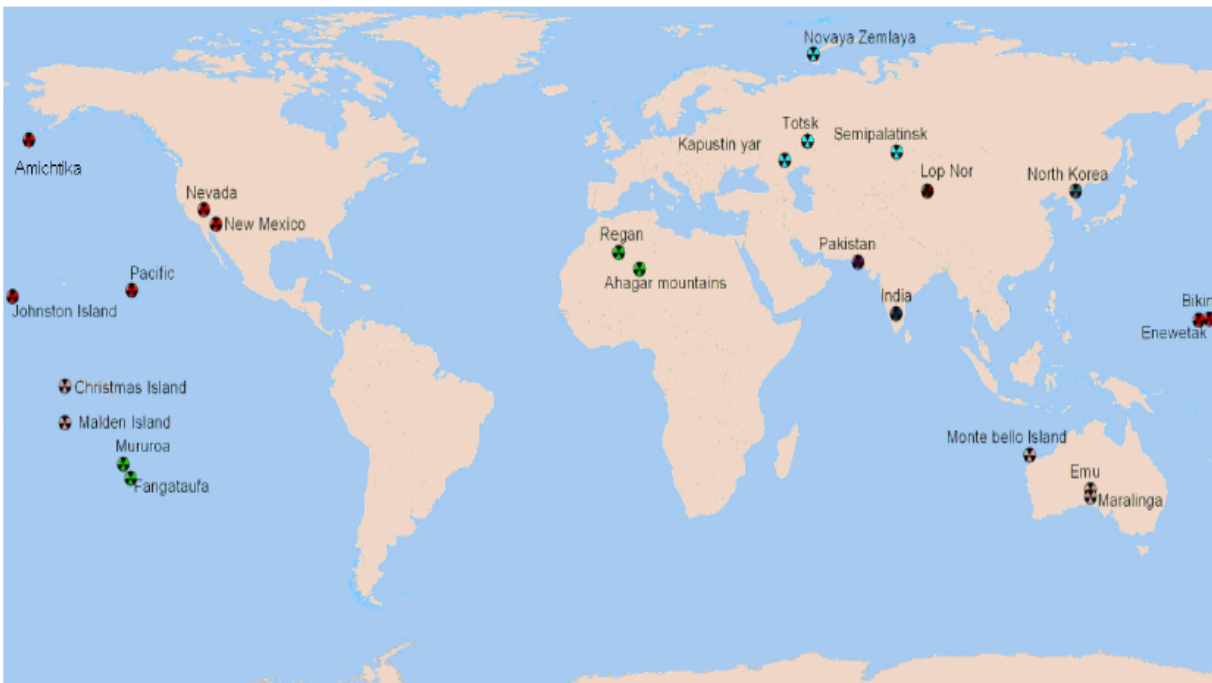 Novaya Zemlaya
Totsk
Semipalatinsk
Kapustin yar
Amichtika
Lop Nor
North Korea
Nevada
New Mexico
Regan
Pakistan
Pacific
Ahagar mountains
India
Johnston Island
Bikin
Enewetak
Christmas Island
Malden Island
Mururoa
Monte bello Island
Fangataufa
Emu
Maralinga